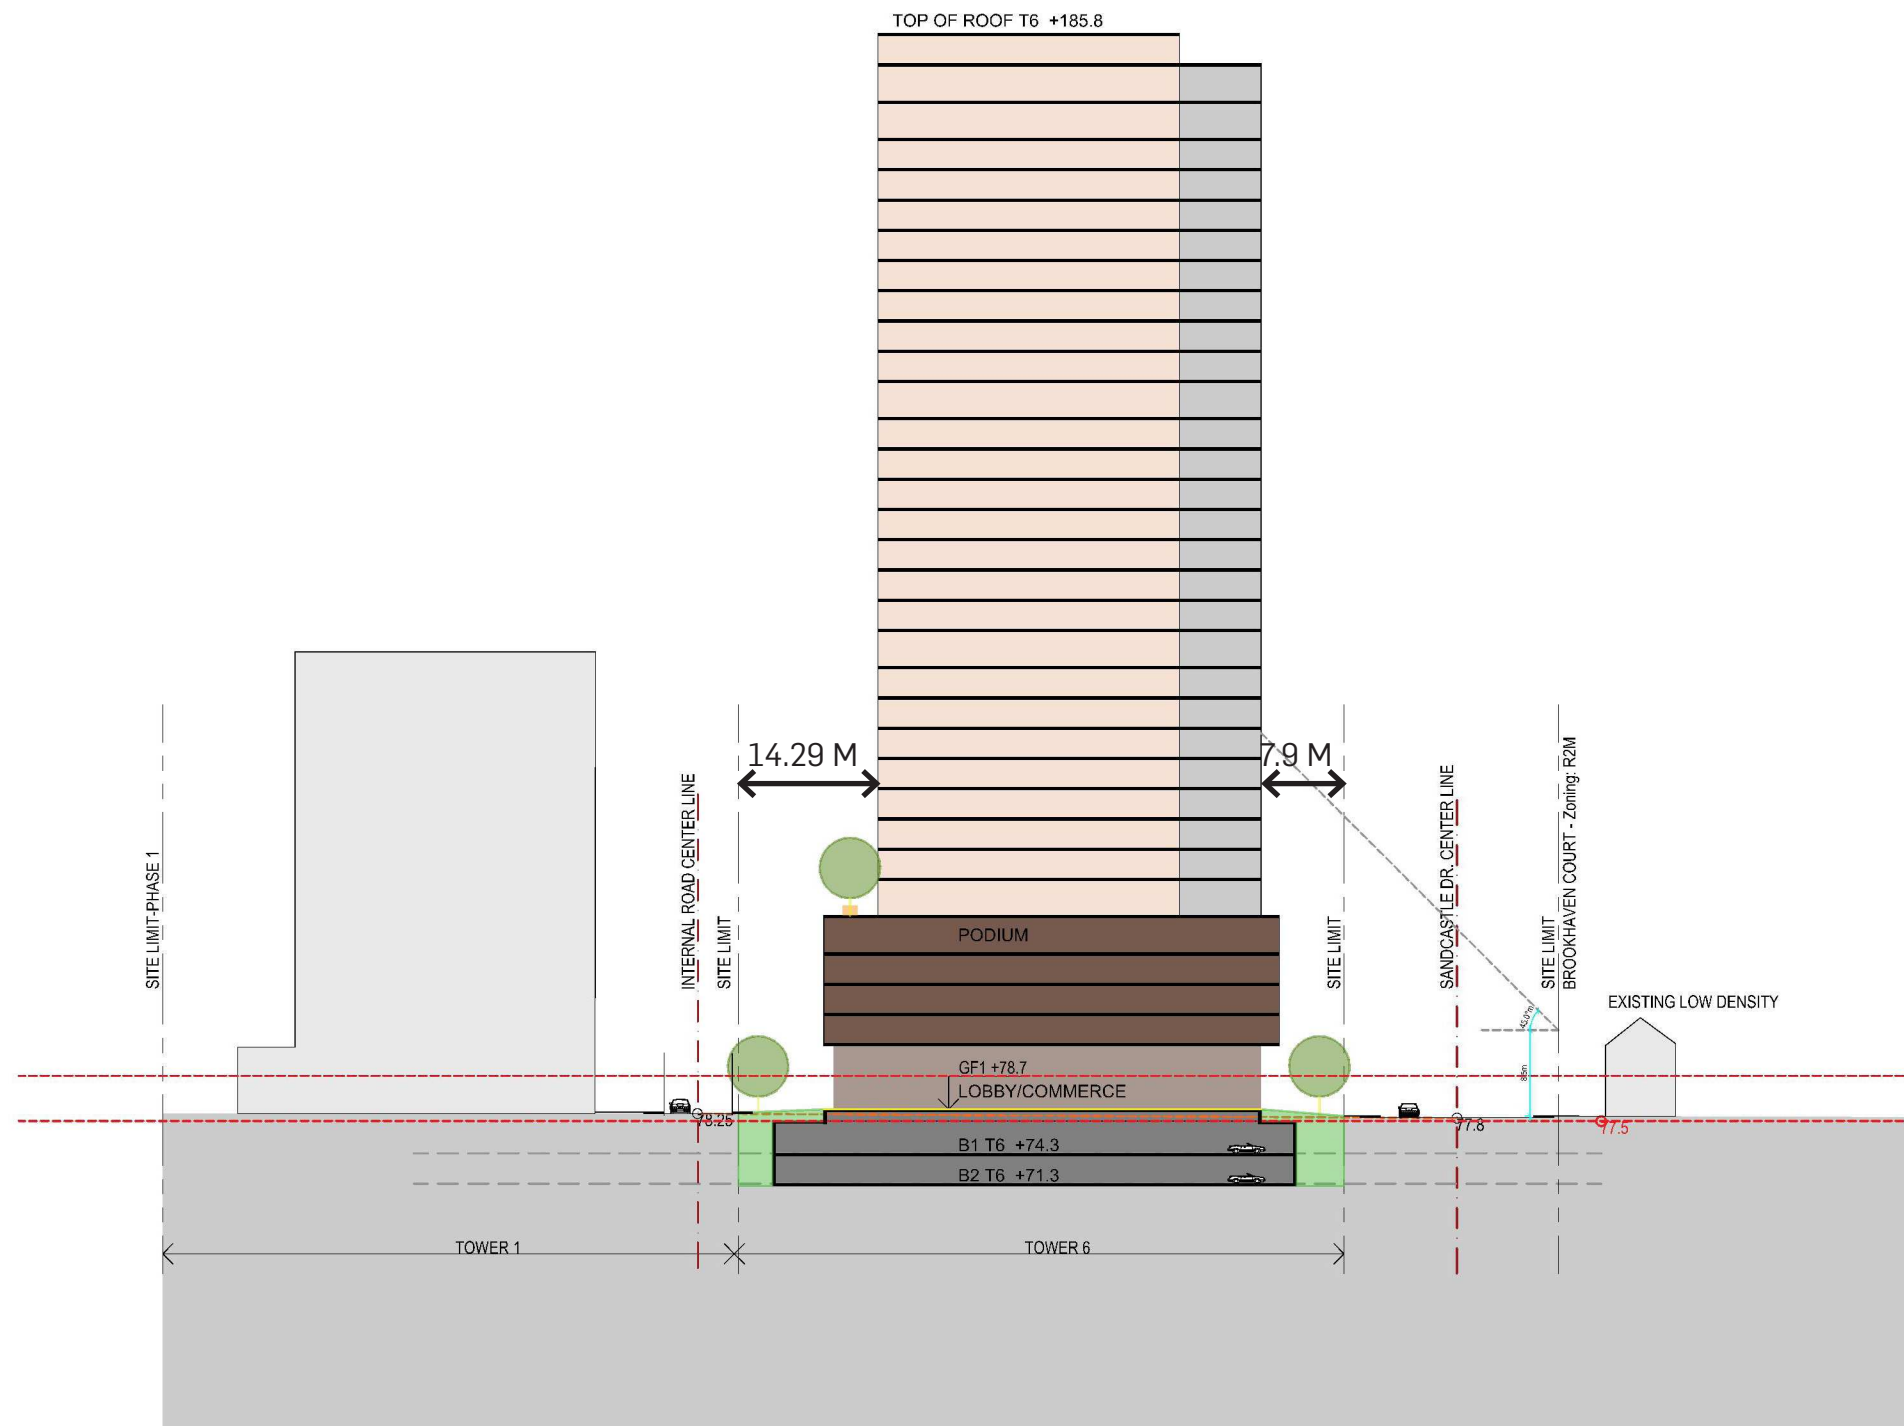 TOP OF ROOF T6 +185.8
14.29 M
7.9 M
SITE LIMIT-PHASE 1
INTERNAL ROAD CENTER LINE
SITE LIMIT
SITE LIMIT
SANDCASTLE DR. CENTER LINE
SITE LIMIT
BROOKHAVEN COURT - Zoning: R2M
PODIUM
EXISTING LOW DENSITY
45.0°
GF1 +78.7
LOBBY/COMMERCE
78.25
77.8
77.5
B1 T6 +74.3
B2 T6 +71.3
TOWER 1
TOWER 6